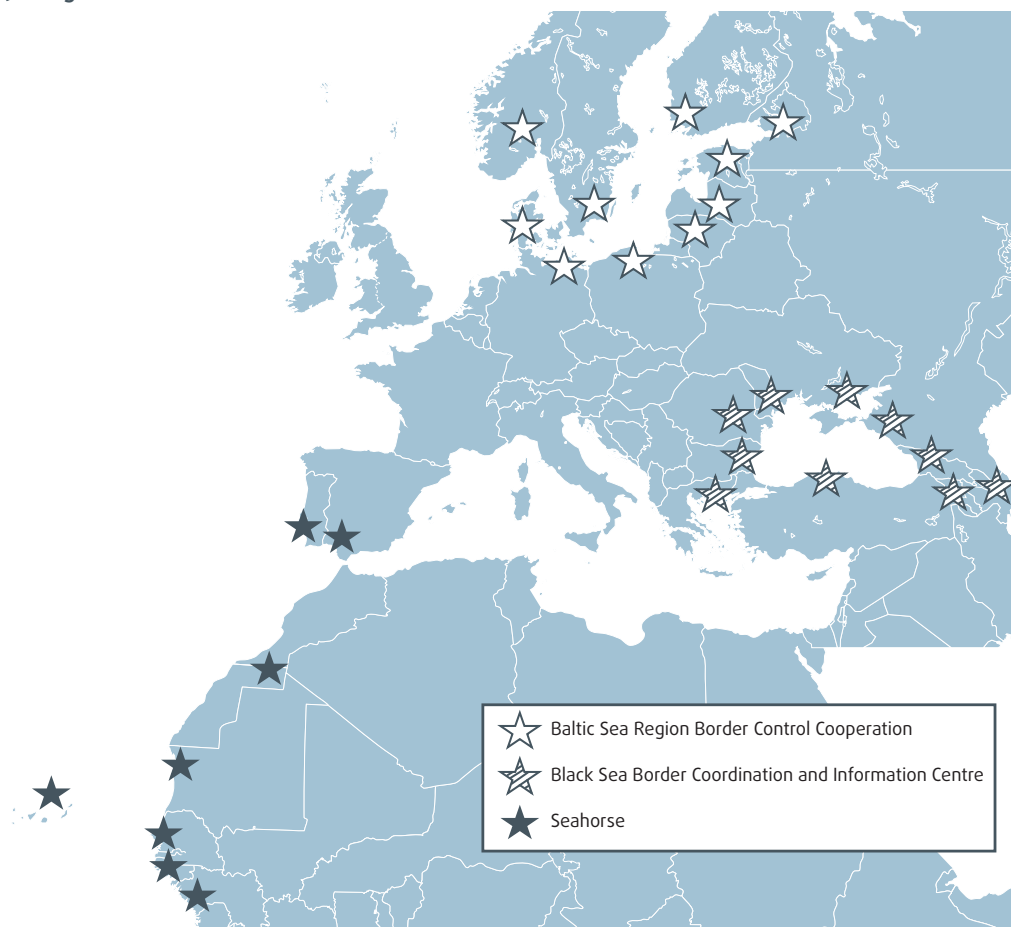 Baltic Sea Region Border Control Cooperation
Black Sea Border Coordination and Information Centre
Seahorse